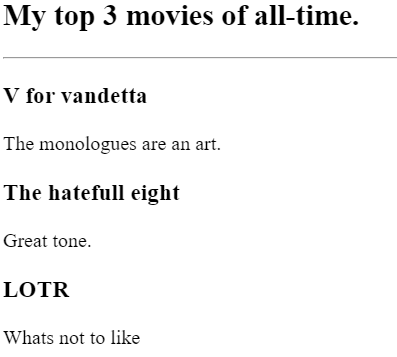 My top 3 movies of all-time.
V for vandetta
The monologues are an art.
The hatefull eight
Great tone.
LOTR
Whats not to like